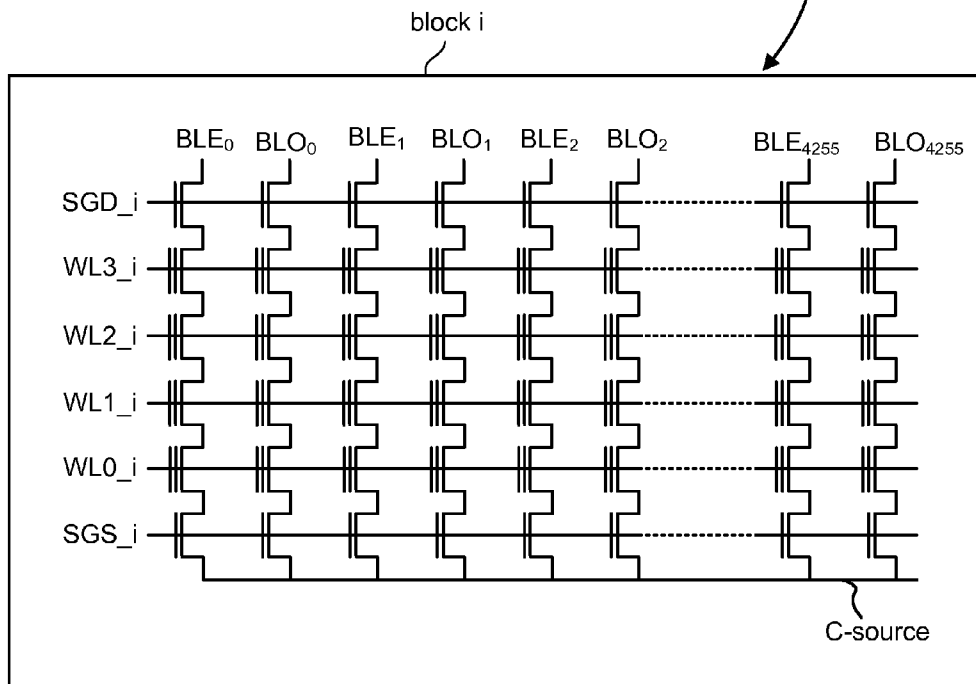 block i
BLE₀ BLO₀ BLE₁ BLO₁ BLE₂ BLO₂ BLE₄₂₅₅ BLO₄₂₅₅
SGD_i
WL3_i
WL2_i
WL1_i
WL0_i
SGS_i
C-source